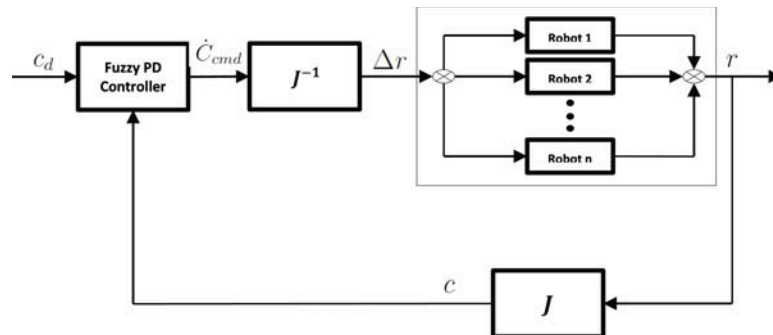 c_d
Fuzzy PD
Controller
Ċ_cmd
J⁻¹
Δr
Robot 1
Robot 2
Robot n
r
c
J